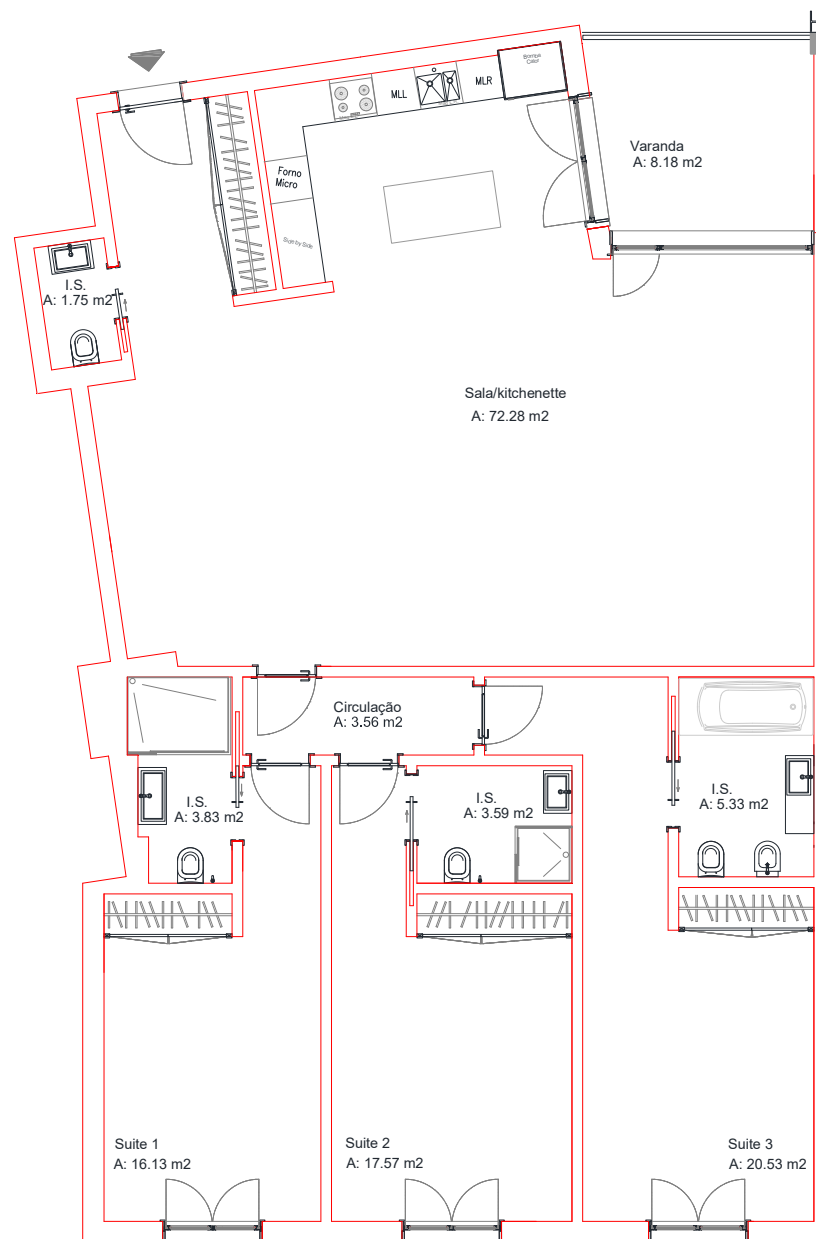 Bomba
Calor
MLL
MLR
Varanda
A: 8.18 m2
Forno
Micro
Side by Side
I.S.
A: 1.75 m2
Sala/kitchenette
A: 72.28 m2
Circulação
A: 3.56 m2
I.S.
A: 3.83 m2
I.S.
A: 3.59 m2
I.S.
A: 5.33 m2
Suite 1
A: 16.13 m2
Suite 2
A: 17.57 m2
Suite 3
A: 20.53 m2